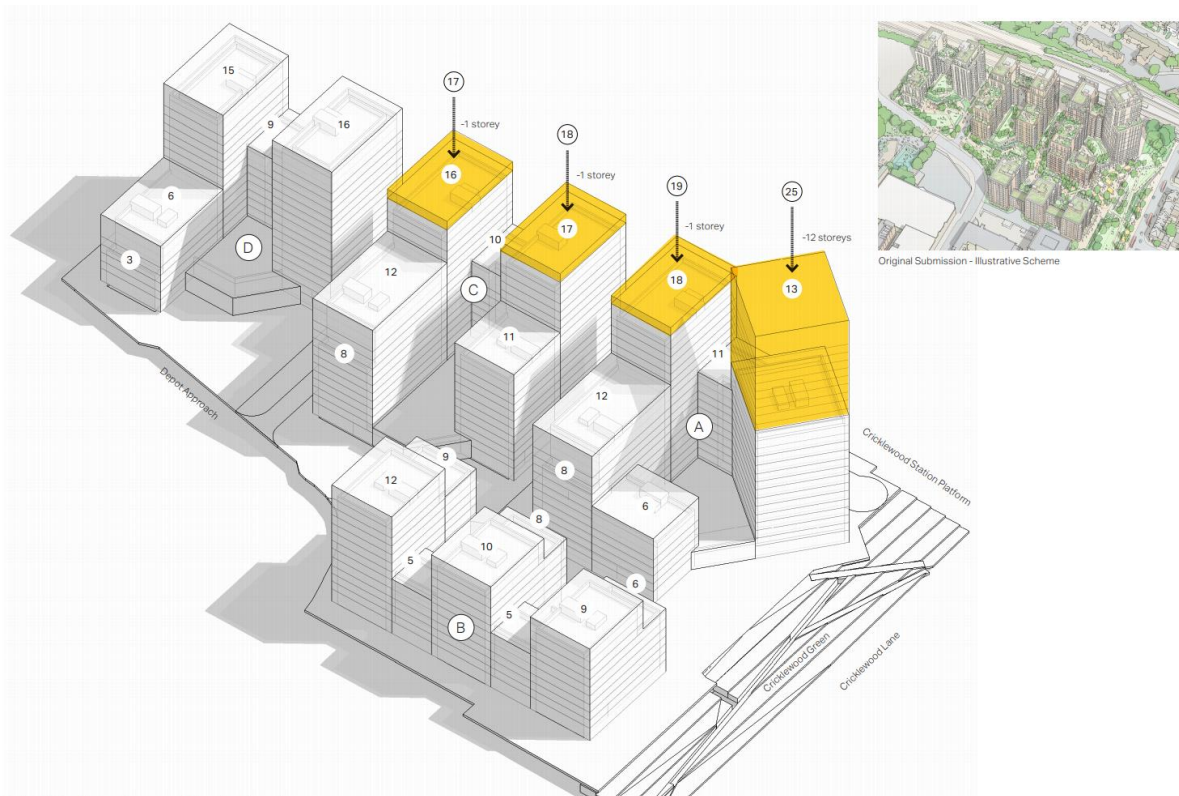 15
9
16
17
-1 storey
16
18
-1 storey
17
10
19
-1 storey
18
25
-12 storeys
13
Original Submission - Illustrative Scheme
6
3
D
12
8
C
11
11
12
A
8
6
Depot Approach
Cricklewood Station Platform
9
12
8
10
5
B
5
6
9
Cricklewood Green
Cricklewood Lane